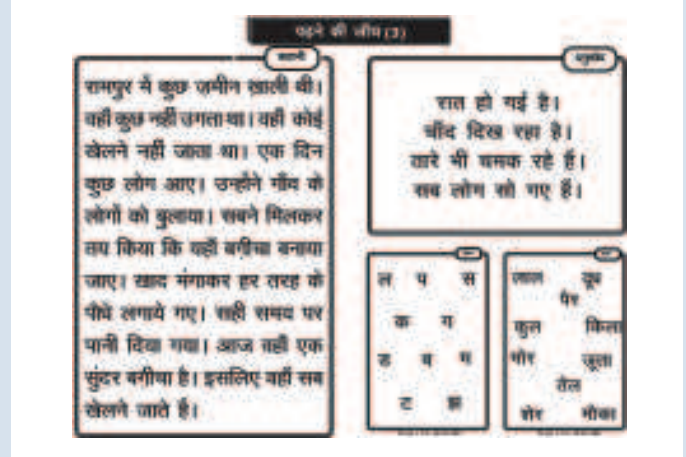 पढ़ने की जाँच (3)
कहानी
रामपुर में कुछ ज़मीन खाली थी।
वहाँ कुछ नहीं उगता था। वहाँ कोई
खेलने नहीं जाता था। एक दिन
कुछ लोग आए। उन्होंने गाँव के
लोगों को बुलाया। सबने मिलकर
तय किया कि यहाँ बगीचा बनाया
जाए। खाद मंगाकर हर तरह के
पौधे लगाये गए। सही समय पर
पानी दिया गया। आज वहाँ एक
सुंदर बगीचा है। इसलिए वहाँ सब
खेलने जाते हैं।
अनुच्छेद
रात हो गई है।
चाँद दिख रहा है।
तारे भी चमक रहे हैं।
सब लोग सो गए हैं।
ल प स
क ग
ड म
ट झ
लाल
पैर
किला
मोर जूता
तेल
शेर मौका